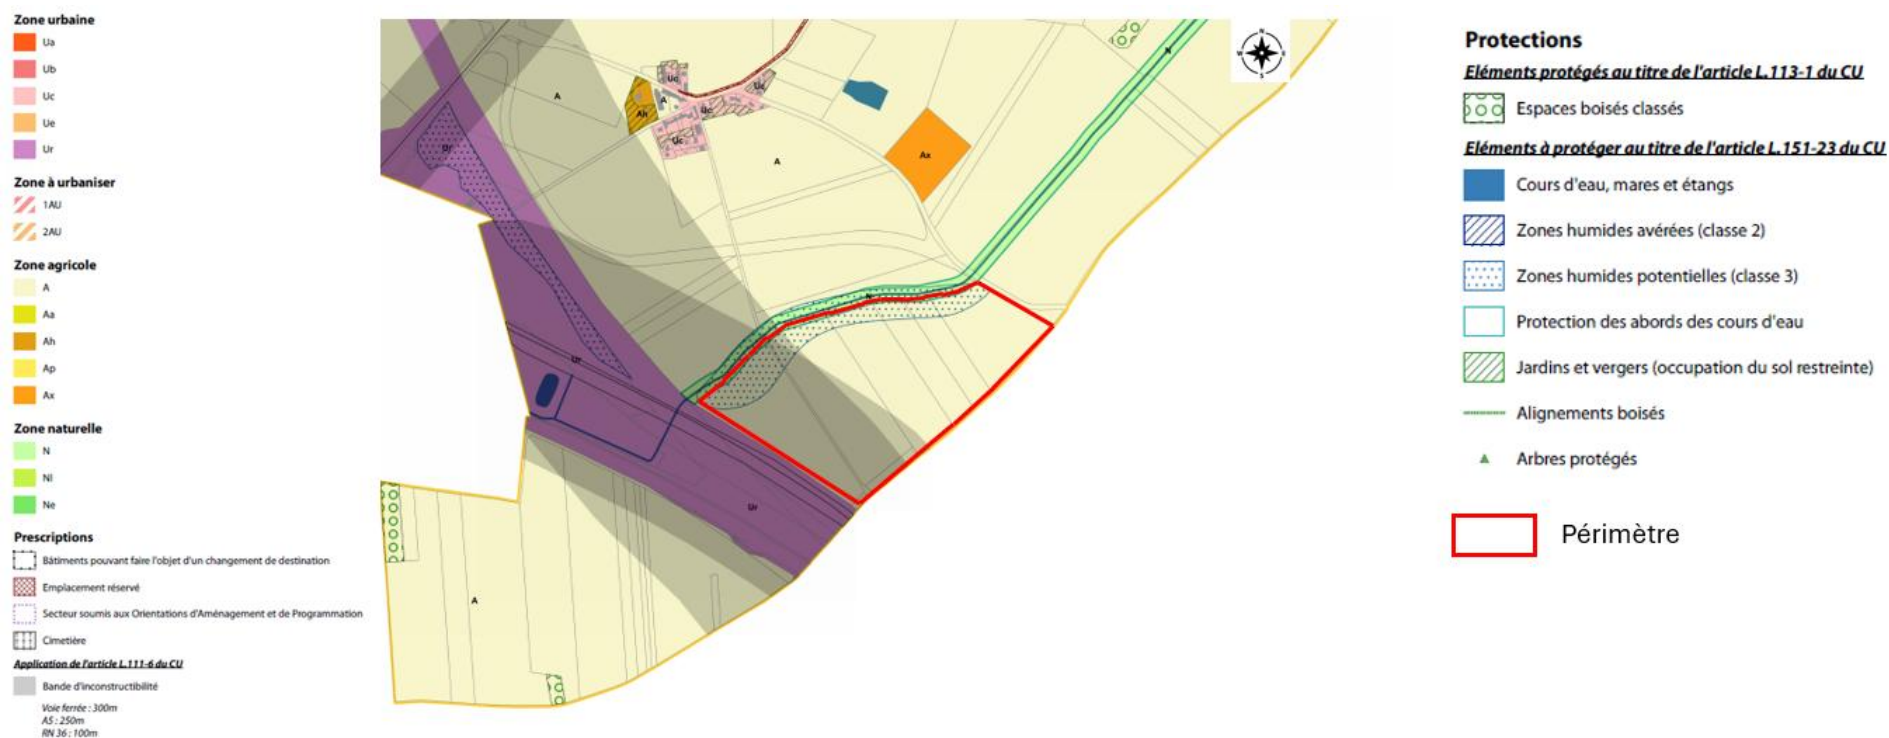 Zone urbaine
Ua
Ub
Uc
Ue
Ur
Zone à urbaniser
1AU
2AU
Zone agricole
A
Aa
Ah
Ap
Ax
Zone naturelle
N
Nl
Ne
Prescriptions
Bâtiments pouvant faire l'objet d'un changement de destination
Emplacement réservé
Secteur soumis aux Orientations d'Aménagement et de Programmation
Cimetière
Application de l'article L.111-6 du CU
Bande d'inconstructibilité
Voie ferrée : 300m
A5 : 250m
RN 36 : 100m
N
E
S
W
N
Uc
Uc
A
A
Ah
Uc
Uc
Ur
A
Ax
N
Ur
Ur
A
Protections
Eléments protégés au titre de l'article L.113-1 du CU
Espaces boisés classés
Eléments à protéger au titre de l'article L.151-23 du CU
Cours d'eau, mares et étangs
Zones humides avérées (classe 2)
Zones humides potentielles (classe 3)
Protection des abords des cours d'eau
Jardins et vergers (occupation du sol restreinte)
Alignements boisés
Arbres protégés
Périmètre